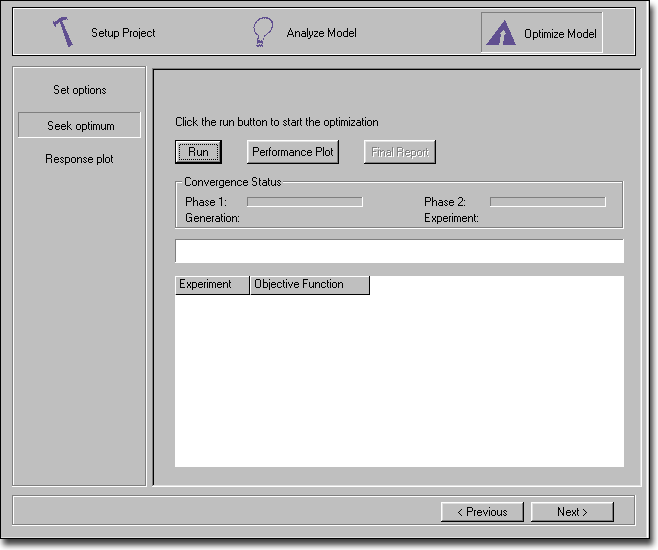 Setup Project
Analyze Model
Optimize Model
Set options
Seek optimum
Response plot
Click the run button to start the optimization
Run
Performance Plot
Final Report
Convergence Status
Phase 1:
Phase 2:
Generation:
Experiment:
Experiment
Objective Function
< Previous
Next >